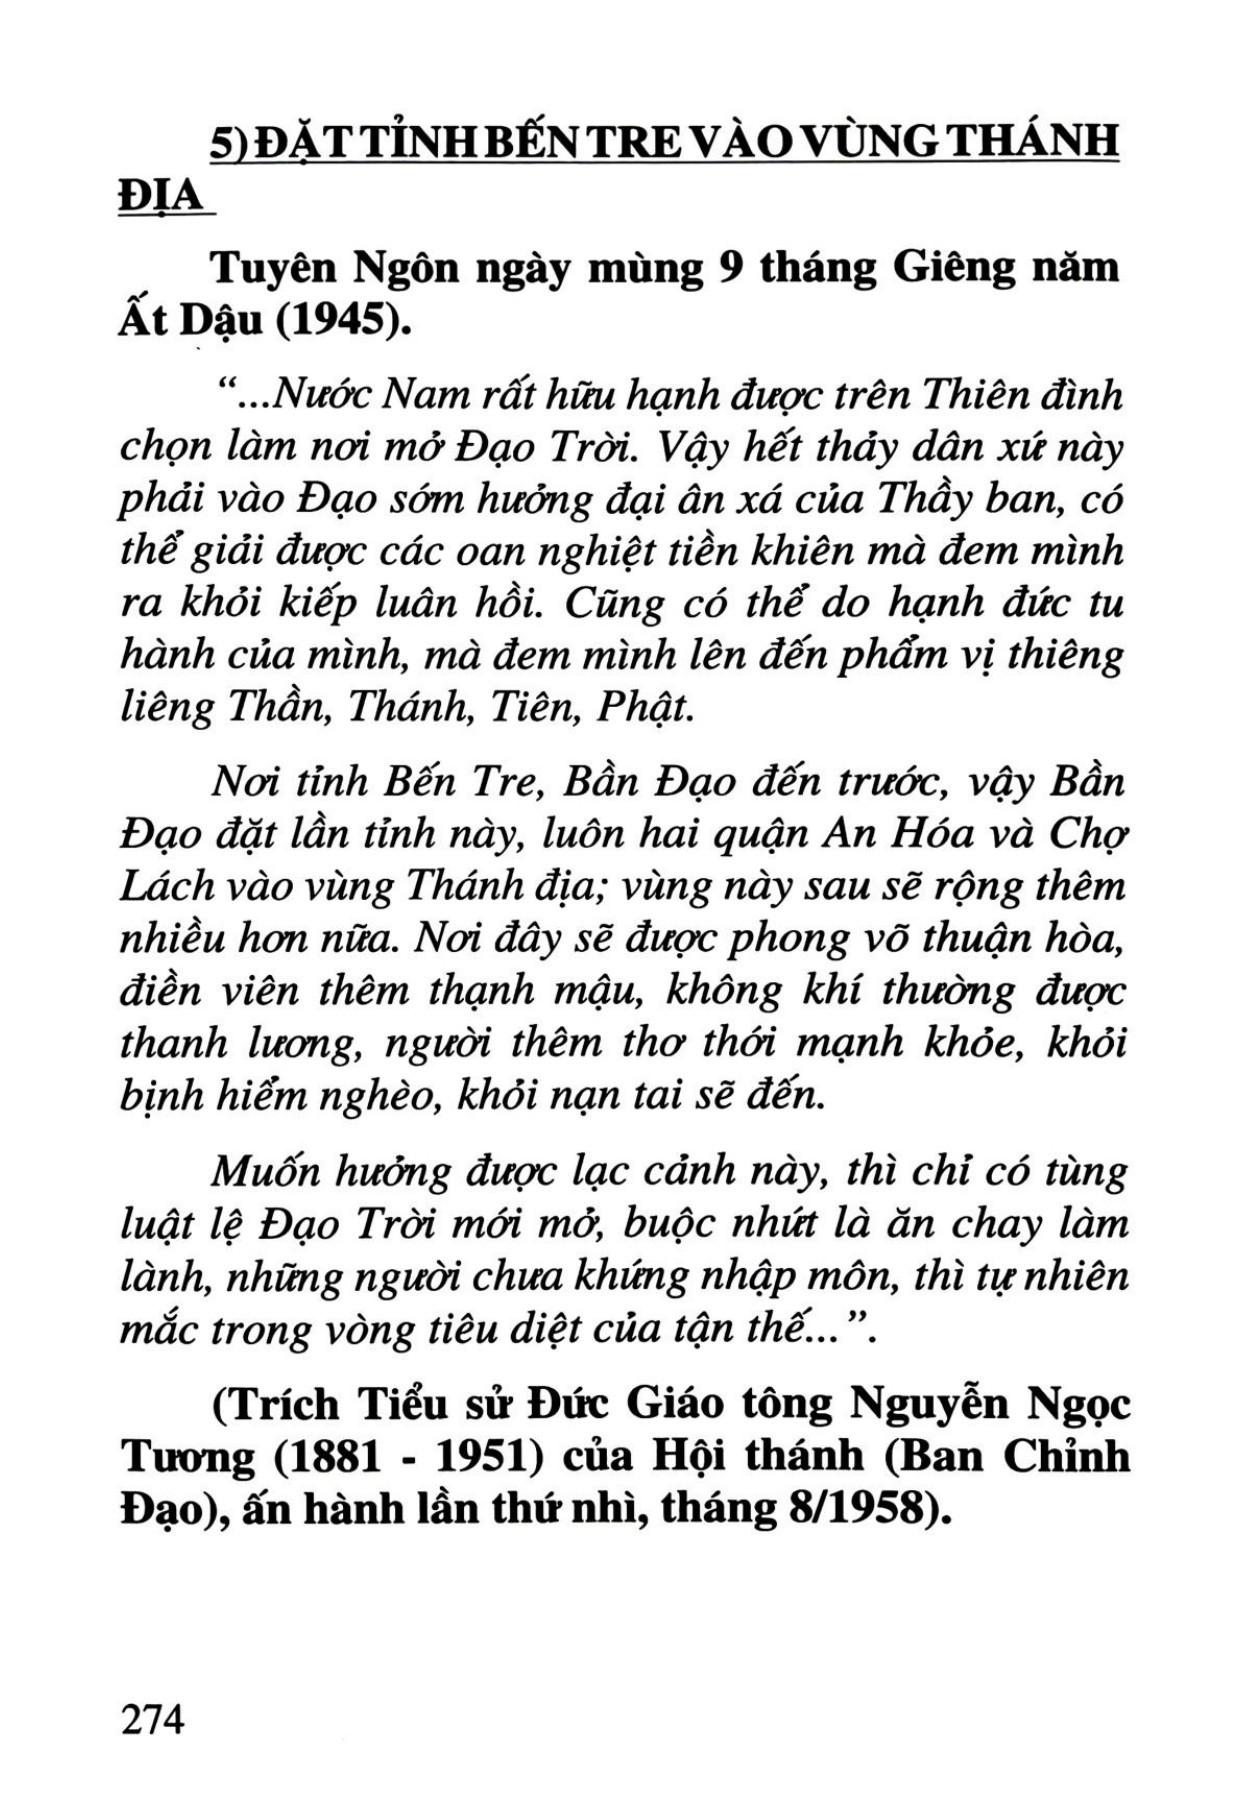 5) ĐẶT TỈNH BẾN TRE VÀO VÙNG THÁNH
ĐỊA
Tuyên Ngôn ngày mùng 9 tháng Giêng năm
Ất Dậu (1945).
“...Nước Nam rất hữu hạnh được trên Thiên đình
chọn làm nơi mở Đạo Trời. Vậy hết thảy dân xứ này
phải vào Đạo sớm hưởng đại ân xá của Thầy ban, có
thể giải được các oan nghiệt tiền khiên mà đem mình
ra khỏi kiếp luân hồi. Cũng có thể do hạnh đức tu
hành của mình, mà đem mình lên đến phẩm vị thiêng
liêng Thần, Thánh, Tiên, Phật.
Nơi tỉnh Bến Tre, Bần Đạo đến trước, vậy Bần
Đạo đặt lần tỉnh này, luôn hai quận An Hóa và Chợ
Lách vào vùng Thánh địa; vùng này sau sẽ rộng thêm
nhiều hơn nữa. Nơi đây sẽ được phong võ thuận hòa,
điền viên thêm thạnh mậu, không khí thường được
thanh lương, người thêm thơ thới mạnh khỏe, khỏi
bịnh hiểm nghèo, khỏi nạn tai sẽ đến.
Muốn hưởng được lạc cảnh này, thì chỉ có tùng
luật lệ Đạo Trời mới mở, buộc nhứt là ăn chay làm
lành, những người chưa khứng nhập môn, thì tự nhiên
mắc trong vòng tiêu diệt của tận thế...”.
(Trích Tiểu sử Đức Giáo tông Nguyễn Ngọc
Tương (1881 - 1951) của Hội thánh (Ban Chỉnh
Đạo), ấn hành lần thứ nhì, tháng 8/1958).
274